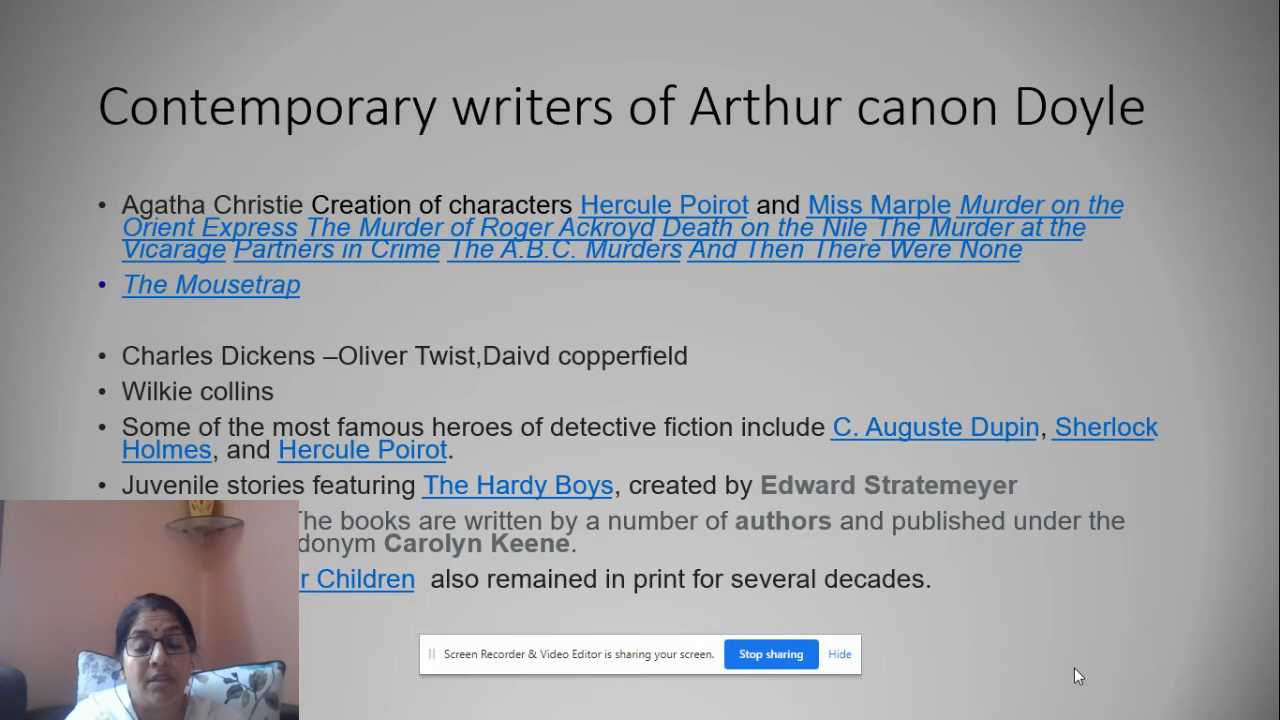 Contemporary writers of Arthur canon Doyle
• Agatha Christie Creation of characters Hercule Poirot and Miss Marple Murder on the
Orient Express The Murder of Roger Ackroyd Death on the Nile The Murder at the
Vicarage Partners in Crime The A.B.C. Murders And Then There Were None
• The Mousetrap
• Charles Dickens –Oliver Twist,Daivd copperfield
• Wilkie collins
• Some of the most famous heroes of detective fiction include C. Auguste Dupin, Sherlock
Holmes, and Hercule Poirot.
• Juvenile stories featuring The Hardy Boys, created by Edward Stratemeyer
The books are written by a number of authors and published under the
donym Carolyn Keene.
r Children also remained in print for several decades.
Screen Recorder & Video Editor is sharing your screen. Stop sharing Hide